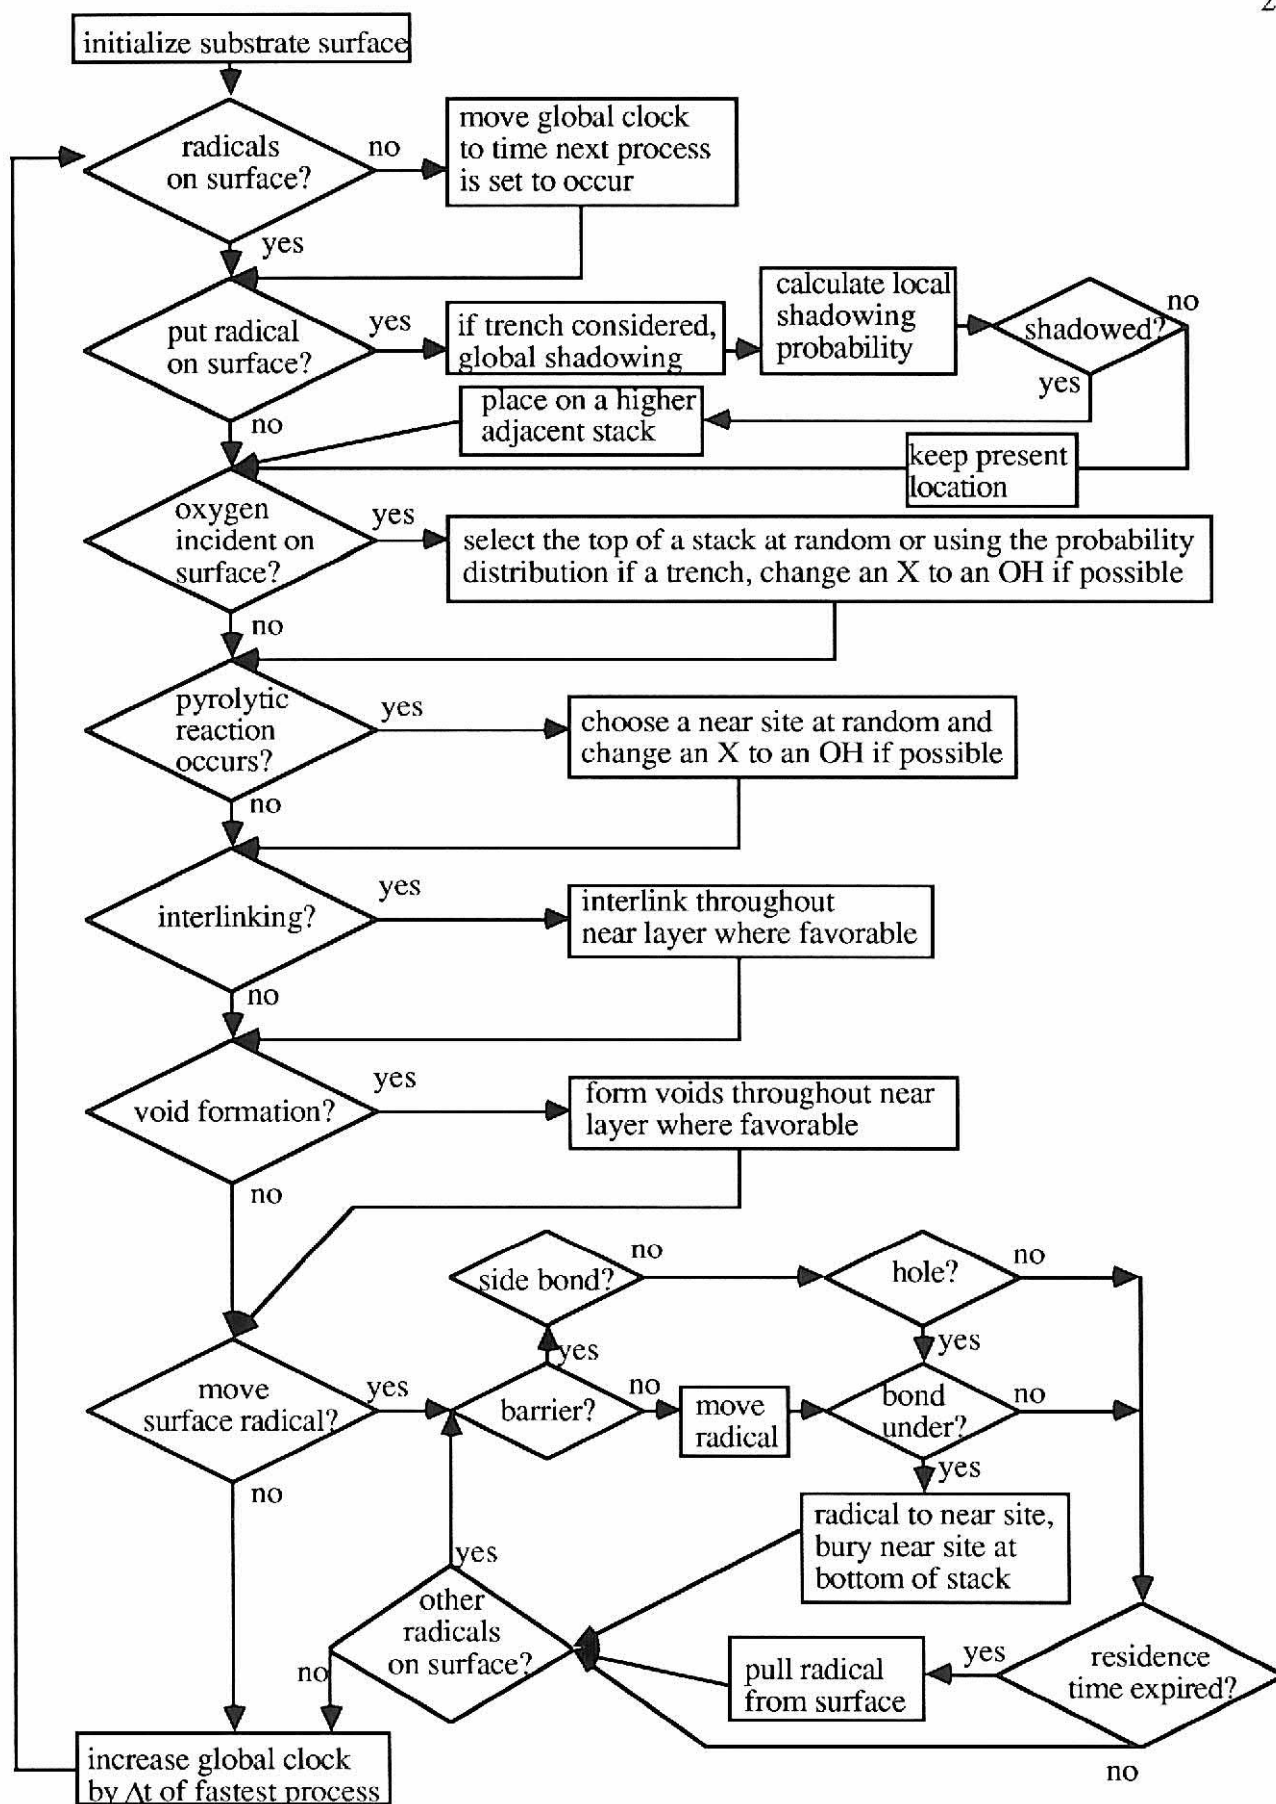 2
initialize substrate surface
radicals
on surface?
no
move global clock
to time next process
is set to occur
yes
put radical
on surface?
yes
if trench considered,
global shadowing
calculate local
shadowing
probability
shadowed?
no
yes
place on a higher
adjacent stack
no
keep present
location
oxygen
incident on
surface?
yes
select the top of a stack at random or using the probability
distribution if a trench, change an X to an OH if possible
no
pyrolytic
reaction
occurs?
yes
choose a near site at random and
change an X to an OH if possible
no
interlinking?
yes
interlink throughout
near layer where favorable
no
void formation?
yes
form voids throughout near
layer where favorable
no
side bond?
no
hole?
no
yes
yes
move
surface radical?
yes
barrier?
no
move
radical
bond
under?
no
yes
no
radical to near site,
bury near site at
bottom of stack
yes
other
radicals
on surface?
no
pull radical
from surface
yes
residence
time expired?
no
increase global clock
by Δt of fastest process